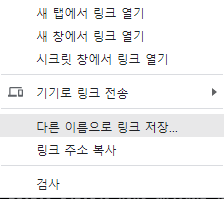 새 탭에서 링크 열기
새 창에서 링크 열기
시크릿 창에서 링크 열기
기기로 링크 전송
다른 이름으로 링크 저장...
링크 주소 복사
검사